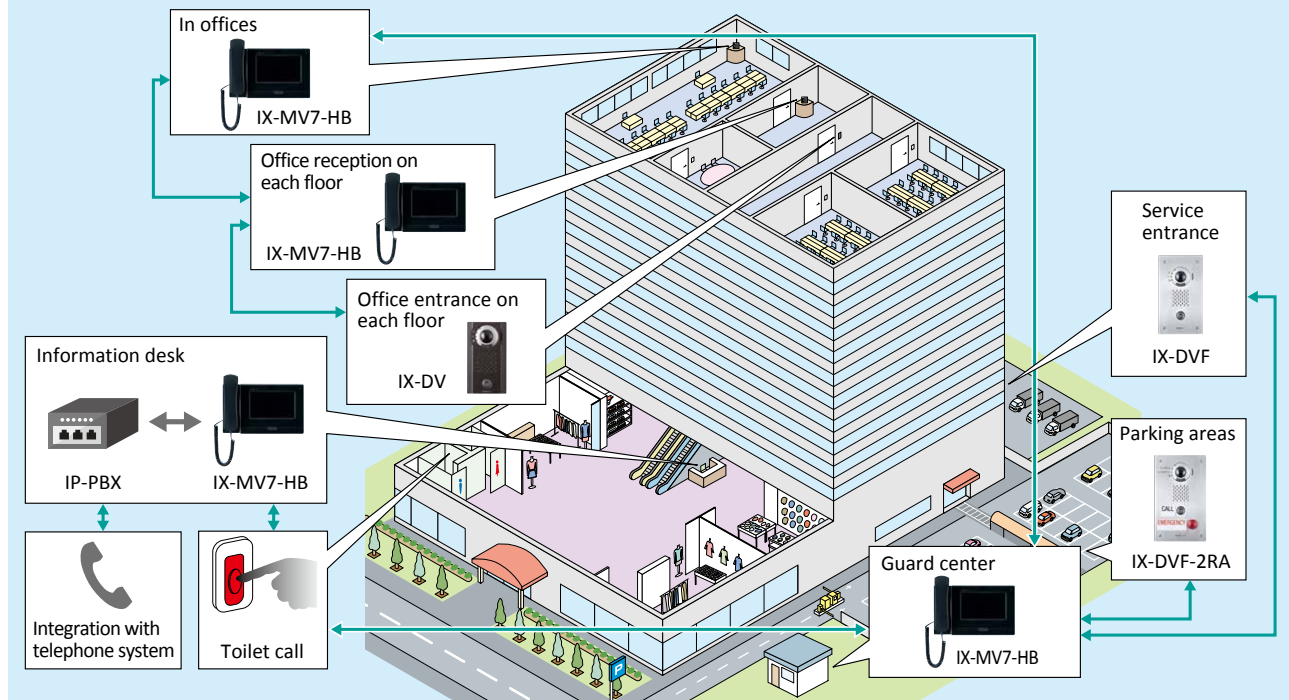 In offices
IX-MV7-HB
Office reception on
each floor
IX-MV7-HB
Office entrance on
each floor
IX-DV
Information desk
IP-PBX
IX-MV7-HB
Integration with
telephone system
Toilet call
Service
entrance
IX-DVF
Parking areas
CALL
EMERGENCY
IX-DVF-2RA
Guard center
IX-MV7-HB
P